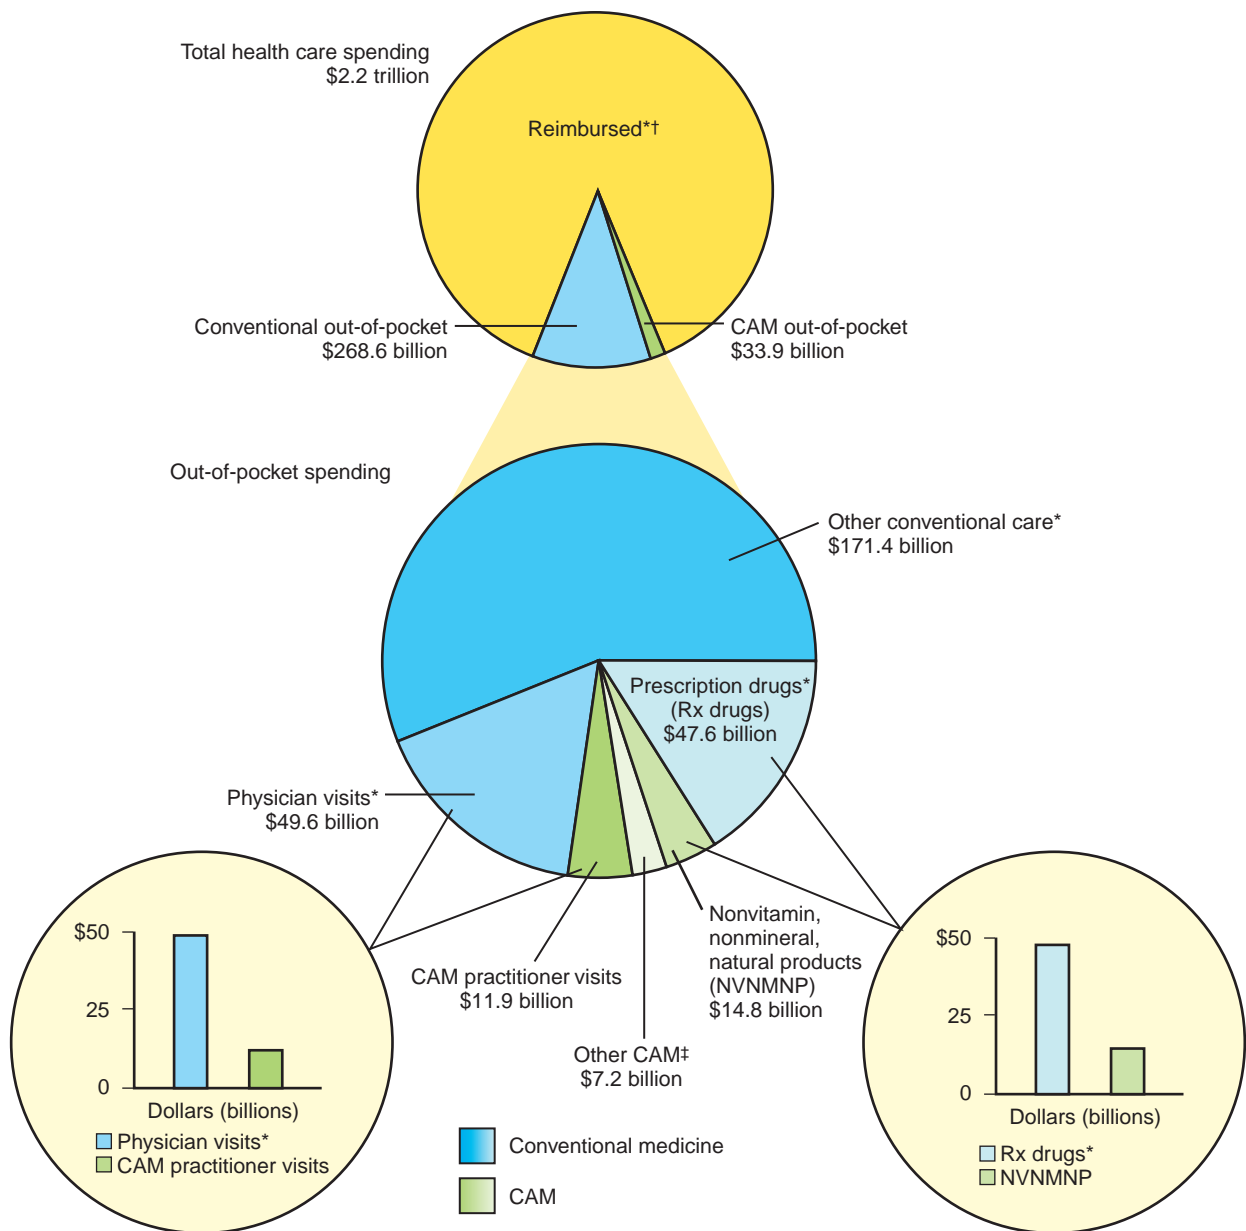 Total health care spending
$2.2 trillion
Reimbursed*†
Conventional out-of-pocket
$268.6 billion
CAM out-of-pocket
$33.9 billion
Out-of-pocket spending
Other conventional care*
$171.4 billion
Prescription drugs*
(Rx drugs)
$47.6 billion
Physician visits*
$49.6 billion
CAM practitioner visits
$11.9 billion
Other CAM‡
$7.2 billion
Nonvitamin,
nonmineral,
natural products
(NVNMNP)
$14.8 billion
$50
25
0
Dollars (billions)
Physician visits*
CAM practitioner visits
$50
25
0
Dollars (billions)
Rx drugs*
NVNMNP
Conventional medicine
CAM